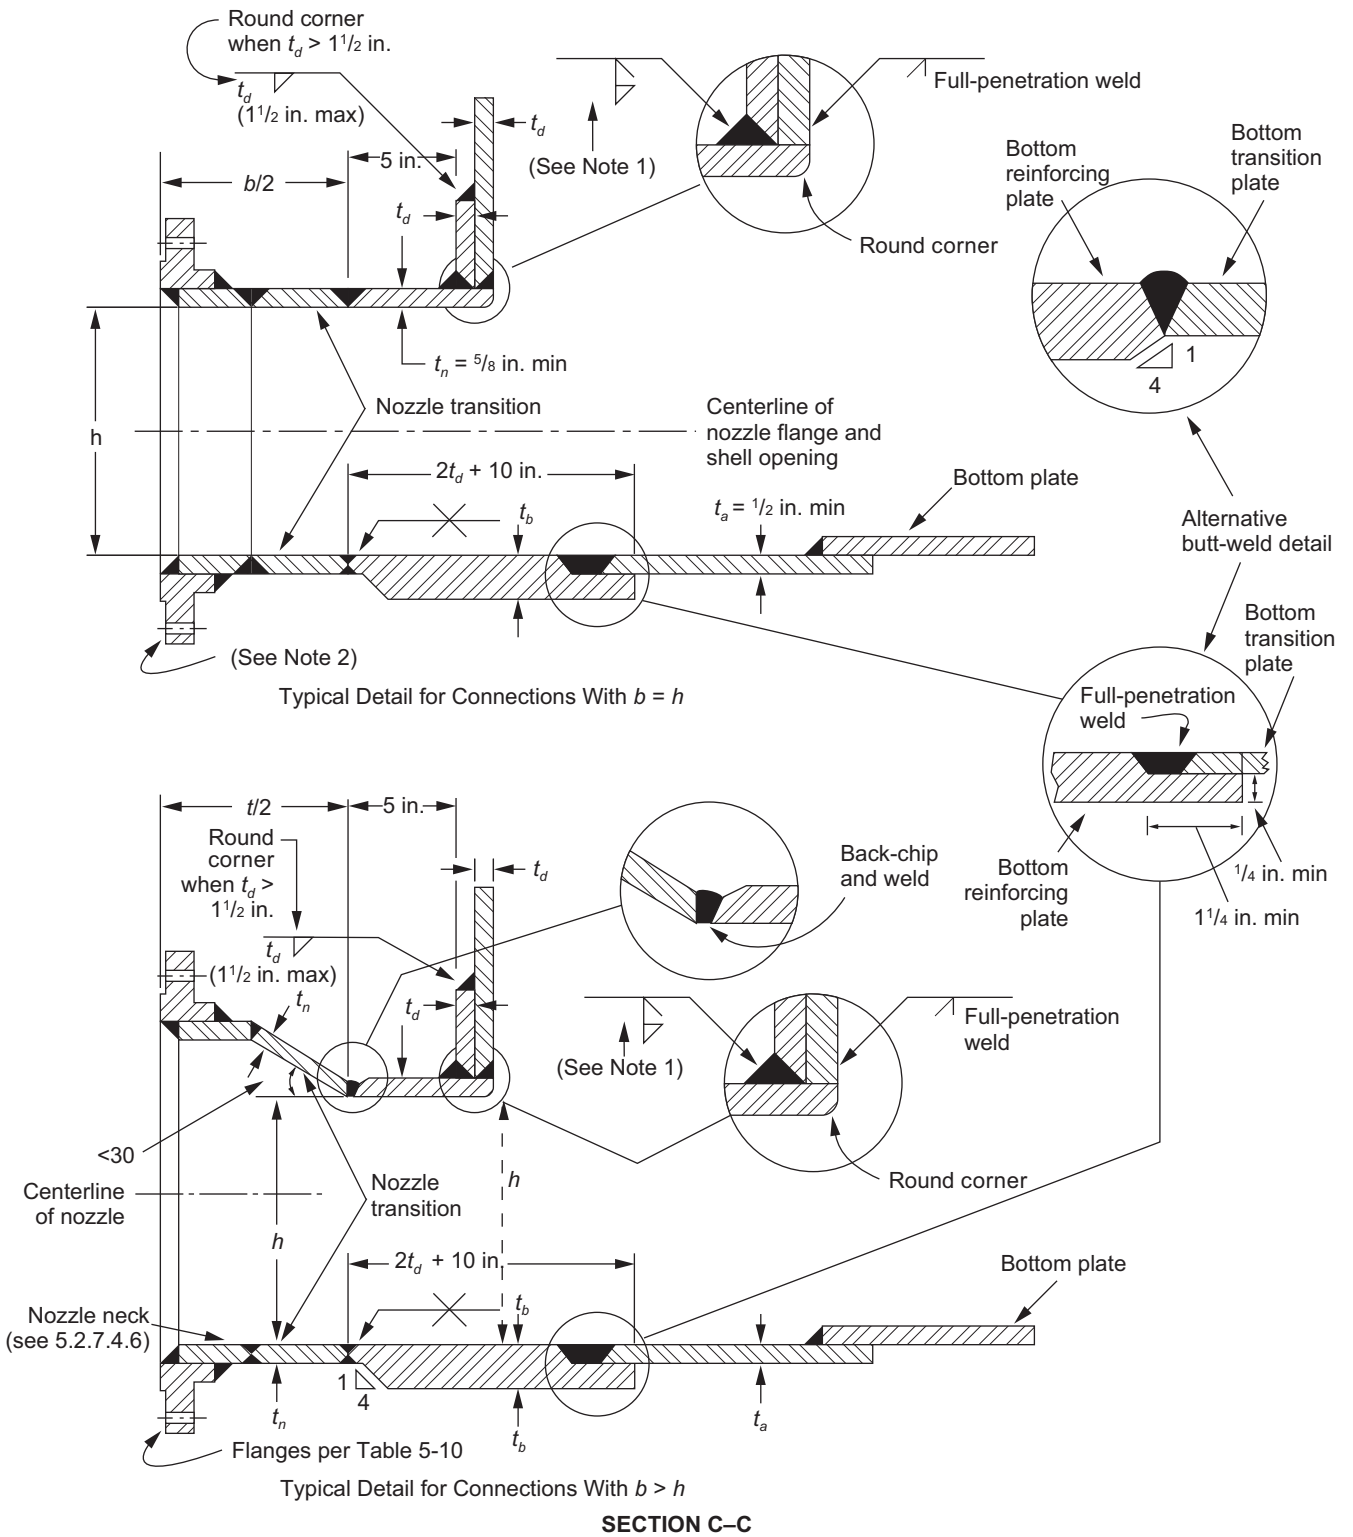 Round corner
when t_d > 1 1/2 in.
t_d
(1 1/2 in. max)
5 in.
t_d
b/2
t_d
(See Note 1)
Full-penetration weld
Round corner
Bottom
reinforcing
plate
Bottom
transition
plate
1
4
t_n = 5/8 in. min
h
Nozzle transition
Centerline of
nozzle flange and
shell opening
2t_d + 10 in.
t_b
t_a = 1/2 in. min
Bottom plate
Alternative
butt-weld detail
(See Note 2)
Typical Detail for Connections With b = h
Bottom
transition
plate
Full-penetration
weld
Bottom
reinforcing
plate
1/4 in. min
1 1/4 in. min
t/2
5 in.
Round
corner
when t_d >
1 1/2 in.
t_d
t_d
(1 1/2 in. max)
t_n
t_d
Back-chip
and weld
(See Note 1)
Full-penetration
weld
Round corner
<30
Centerline
of nozzle
Nozzle
transition
h
h
2t_d + 10 in.
t_b
Bottom plate
Nozzle neck
(see 5.2.7.4.6)
1
4
t_n
t_b
t_a
Flanges per Table 5-10
Typical Detail for Connections With b > h
SECTION C–C